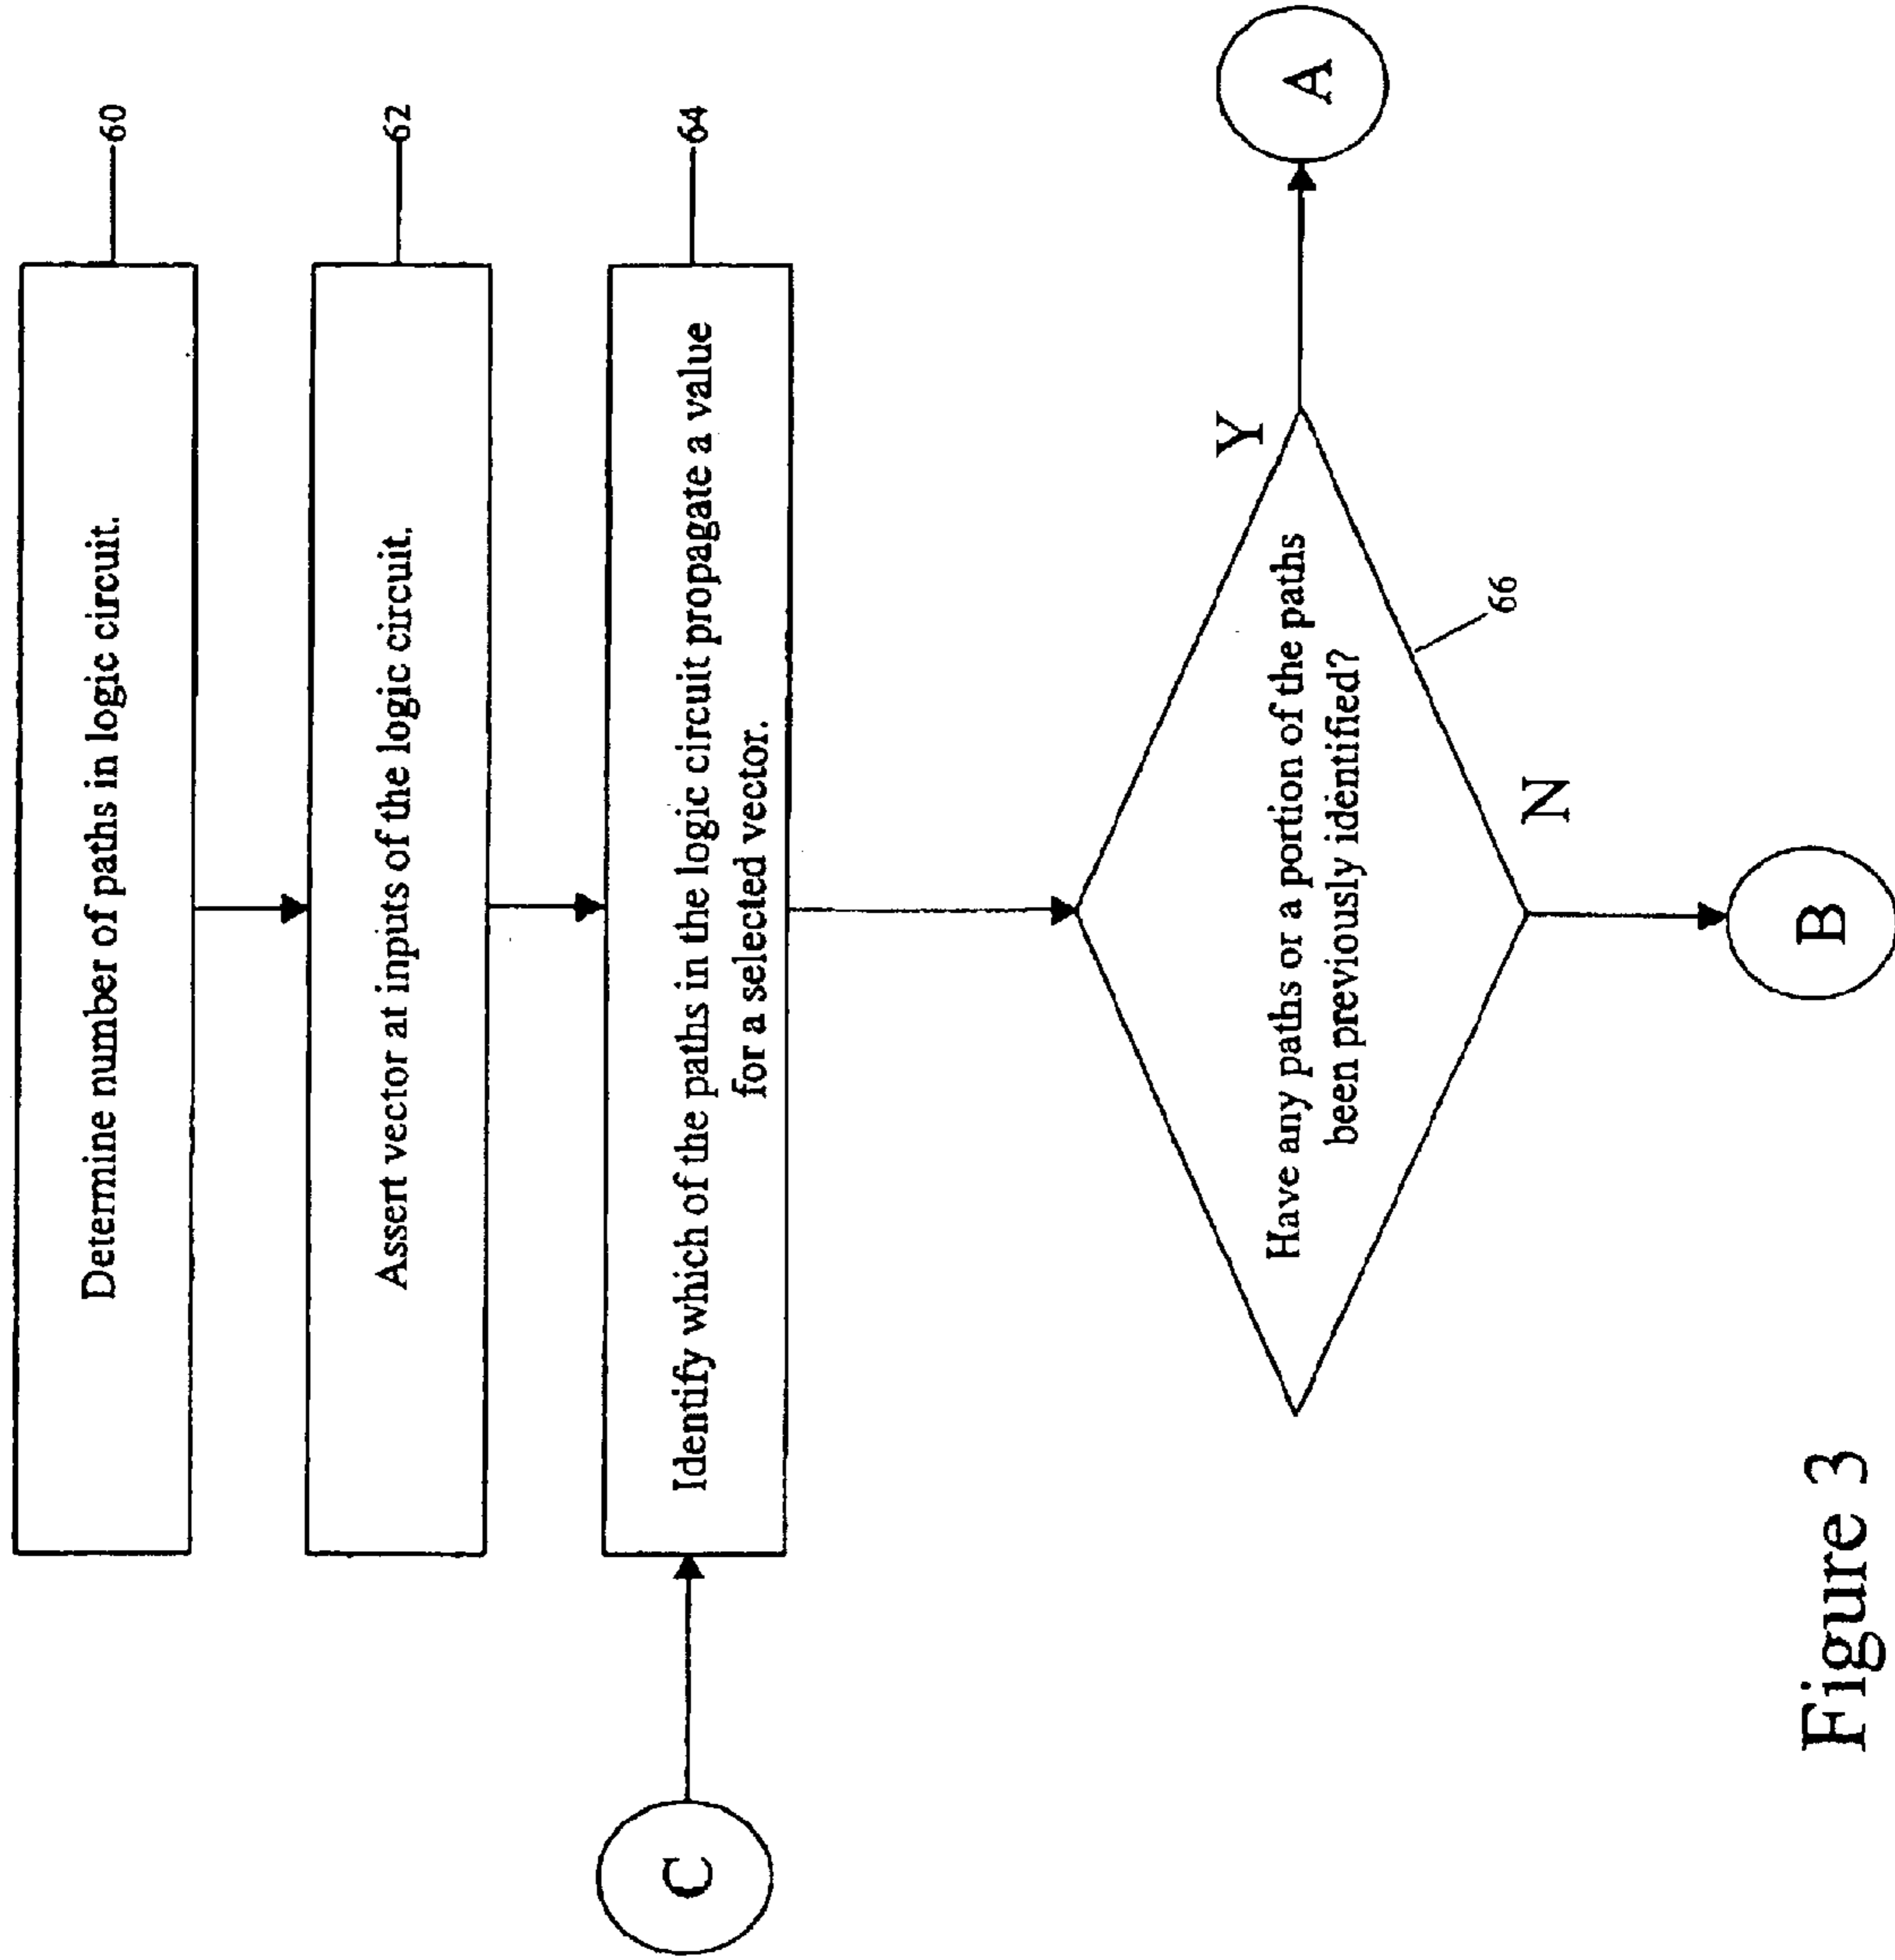 Determine number of paths in logic circuit.
60
Assert vector at inputs of the logic circuit.
62
C
Identify which of the paths in the logic circuit propagate a value
for a selected vector.
64
Have any paths or a portion of the paths
been previously identified?
Y
A
66
N
B
Figure 3